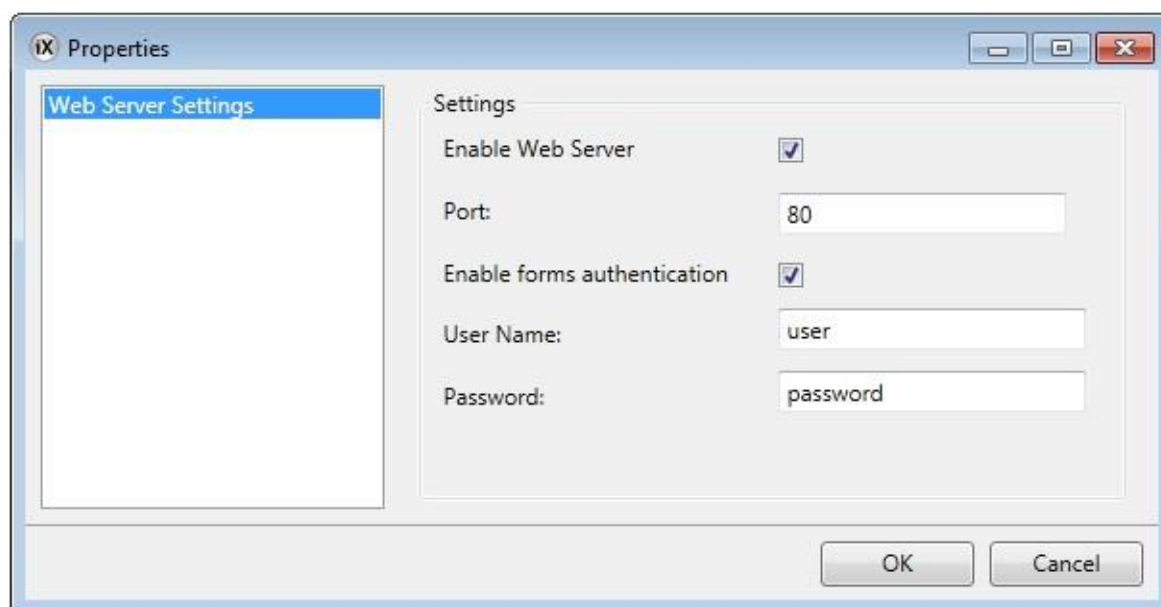 iX Properties
Web Server Settings
Settings
Enable Web Server
Port: 80
Enable forms authentication
User Name: user
Password: password
OK Cancel